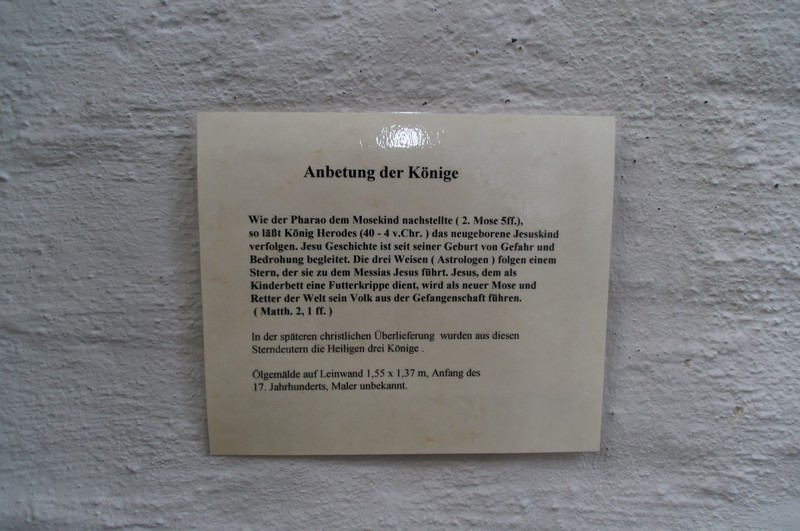 Anbetung der Könige
Wie der Pharao dem Mosekind nachstellte ( 2. Mose 5ff.),
so läßt König Herodes (40 - 4 v.Chr. ) das neugeborene Jesuskind
verfolgen. Jesu Geschichte ist seit seiner Geburt von Gefahr und
Bedrohung begleitet. Die drei Weisen ( Astrologen ) folgen einem
Stern, der sie zu dem Messias Jesus führt. Jesus, dem als
Kinderbett eine Futterkrippe dient, wird als neuer Mose und
Retter der Welt sein Volk aus der Gefangenschaft führen.
( Matth. 2, 1 ff. )
In der späteren christlichen Überlieferung wurden aus diesen
Sterndeutern die Heiligen drei Könige .
Ölgemälde auf Leinwand 1,55 x 1,37 m, Anfang des
17. Jahrhunderts, Maler unbekannt.